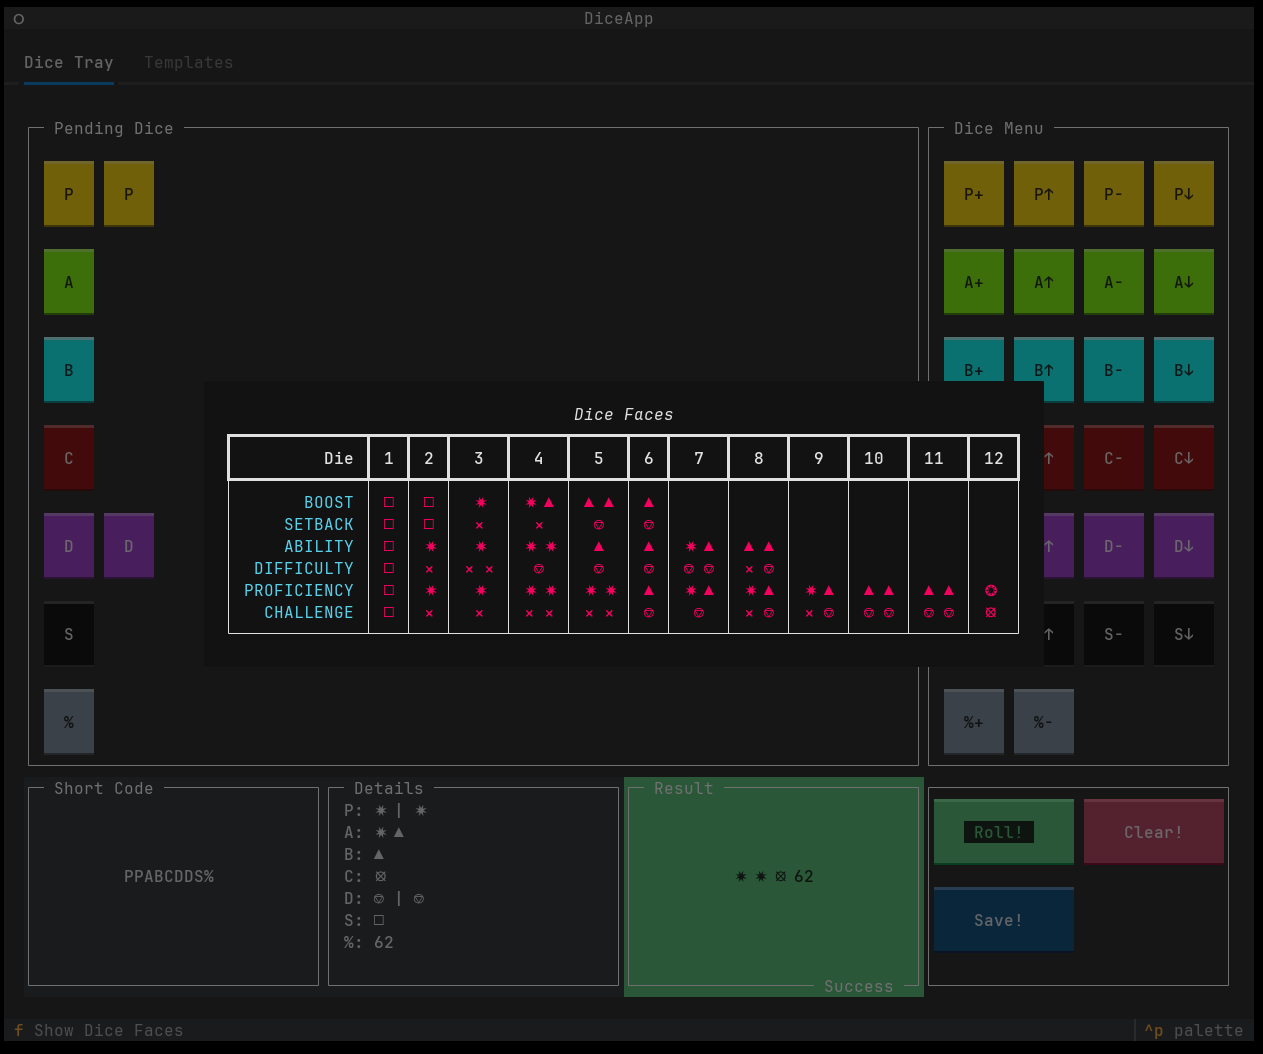 DiceApp
Dice Tray Templates
Pending Dice
P P
A
B
C
D D
S
%
Dice Menu
P+ P↑ P- P↓
A+ A↑ A- A↓
B+ B↑ B- B↓
↑ C- C↓
↑ D- D↓
↑ S- S↓
%+ %-
Dice Faces
Die 1 2 3 4 5 6 7 8 9 10 11 12
BOOST
SETBACK
ABILITY
DIFFICULTY
PROFICIENCY
CHALLENGE
Short Code
PPABCDDS%
Details
P: ✷ | ✷
A: ✷ ▲
B: ▲
C: ⊠
D: ⎊ | ⎊
S: □
%: 62
Result
✷ ✷ ⊠ 62
Success
Roll! Clear!
Save!
f Show Dice Faces
^p palette